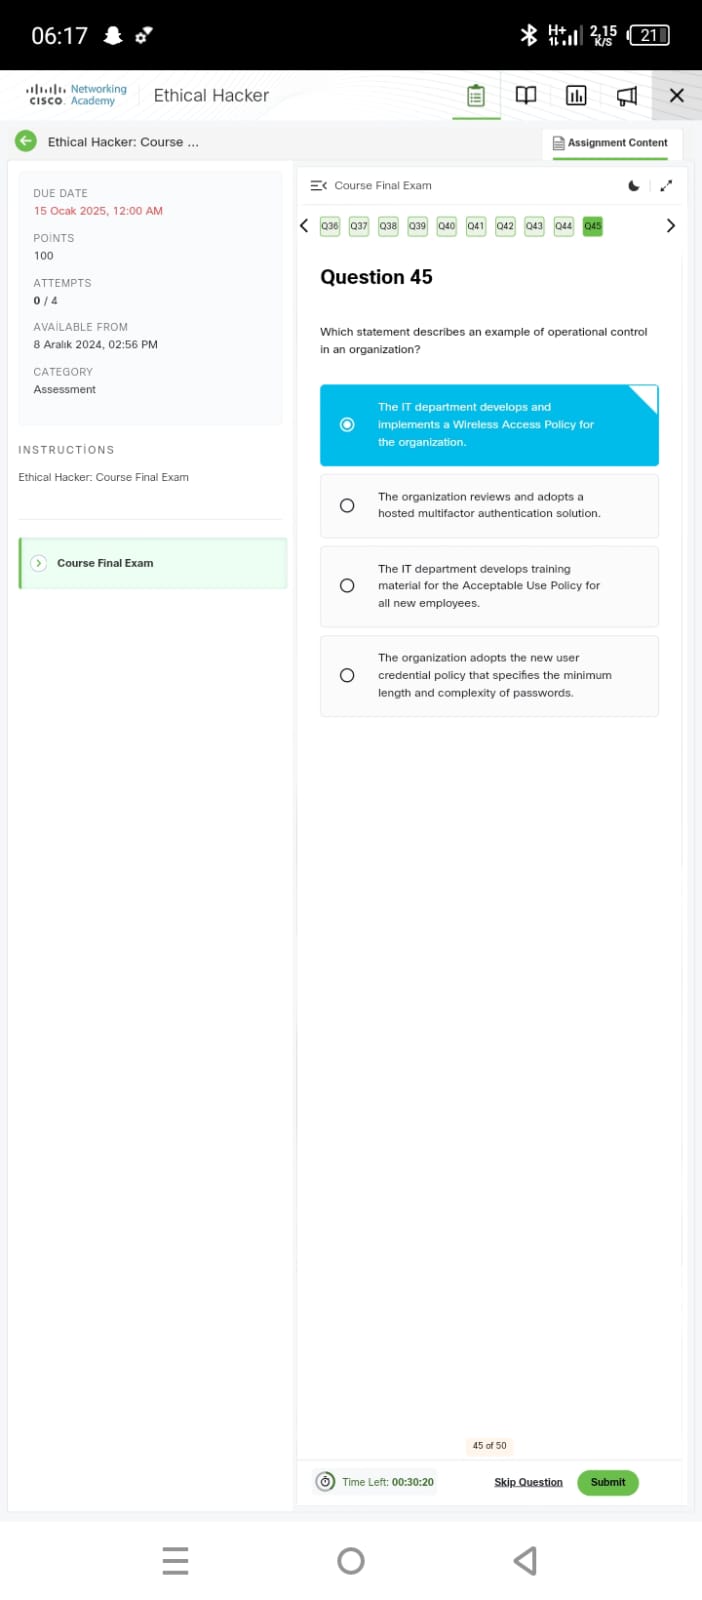 06:17
H+
2,15
K/S
21
Networking
CISCO. Academy
Ethical Hacker
Ethical Hacker: Course ...
Assignment Content
DUE DATE
15 Ocak 2025, 12:00 AM
POİNTS
100
ATTEMPTS
0 / 4
AVAİLABLE FROM
8 Aralık 2024, 02:56 PM
CATEGORY
Assessment
INSTRUCTİONS
Ethical Hacker: Course Final Exam
Course Final Exam
Course Final Exam
Q36 Q37 Q38 Q39 Q40 Q41 Q42 Q43 Q44 Q45
Question 45
Which statement describes an example of operational control
in an organization?
The IT department develops and
implements a Wireless Access Policy for
the organization.
The organization reviews and adopts a
hosted multifactor authentication solution.
The IT department develops training
material for the Acceptable Use Policy for
all new employees.
The organization adopts the new user
credential policy that specifies the minimum
length and complexity of passwords.
45 of 50
Time Left: 00:30:20
Skip Question
Submit